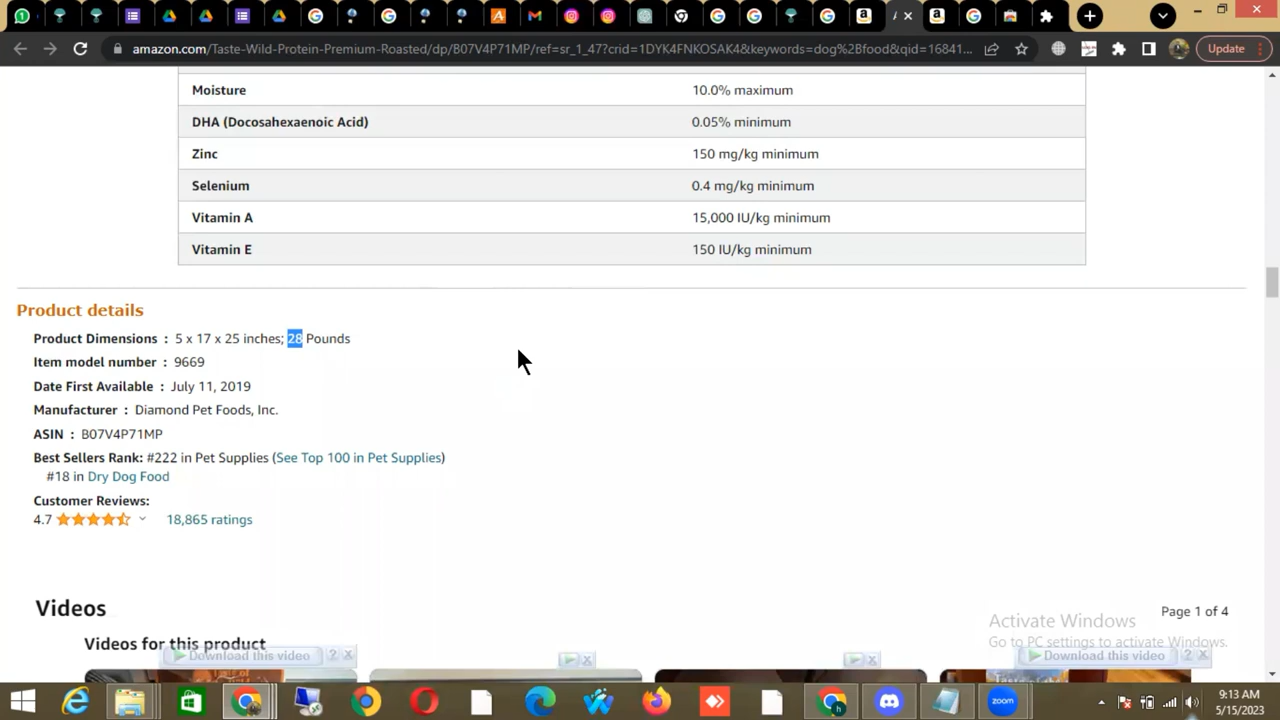 amazon.com/Taste-Wild-Protein-Premium-Roasted/dp/B07V4P71MP/ref=sr_1_47?crid=1DYK4FNKOSAK4&keywords=dog%2Bfood&qid=16841...
Update
Moisture 10.0% maximum
DHA (Docosahexaenoic Acid) 0.05% minimum
Zinc 150 mg/kg minimum
Selenium 0.4 mg/kg minimum
Vitamin A 15,000 IU/kg minimum
Vitamin E 150 IU/kg minimum
Product details
Product Dimensions : 5 x 17 x 25 inches; 28 Pounds
Item model number : 9669
Date First Available : July 11, 2019
Manufacturer : Diamond Pet Foods, Inc.
ASIN : B07V4P71MP
Best Sellers Rank: #222 in Pet Supplies (See Top 100 in Pet Supplies)
#18 in Dry Dog Food
Customer Reviews:
4.7 18,865 ratings
Videos
Page 1 of 4
Activate Windows
Go to PC settings to activate Windows.
Videos for this product
Download this video ? X
Download this video ? X
zoom
9:13 AM
5/15/2023